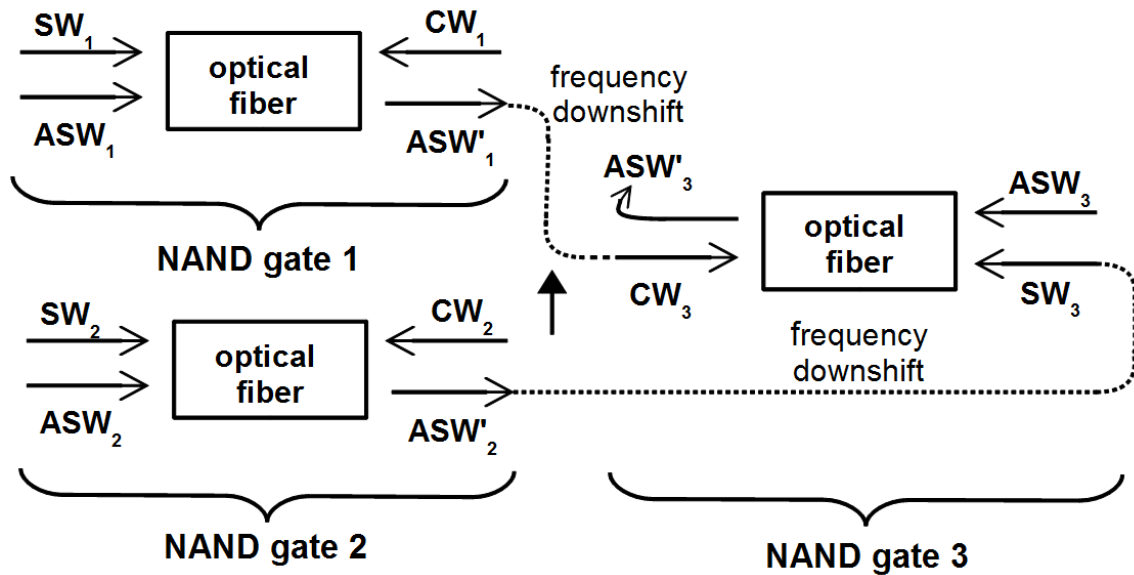 SW₁
CW₁
optical
fiber
ASW₁
ASW'₁
NAND gate 1
frequency
downshift
SW₂
CW₂
optical
fiber
ASW₂
ASW'₂
NAND gate 2
ASW'₃
ASW₃
optical
fiber
CW₃
SW₃
frequency
downshift
NAND gate 3